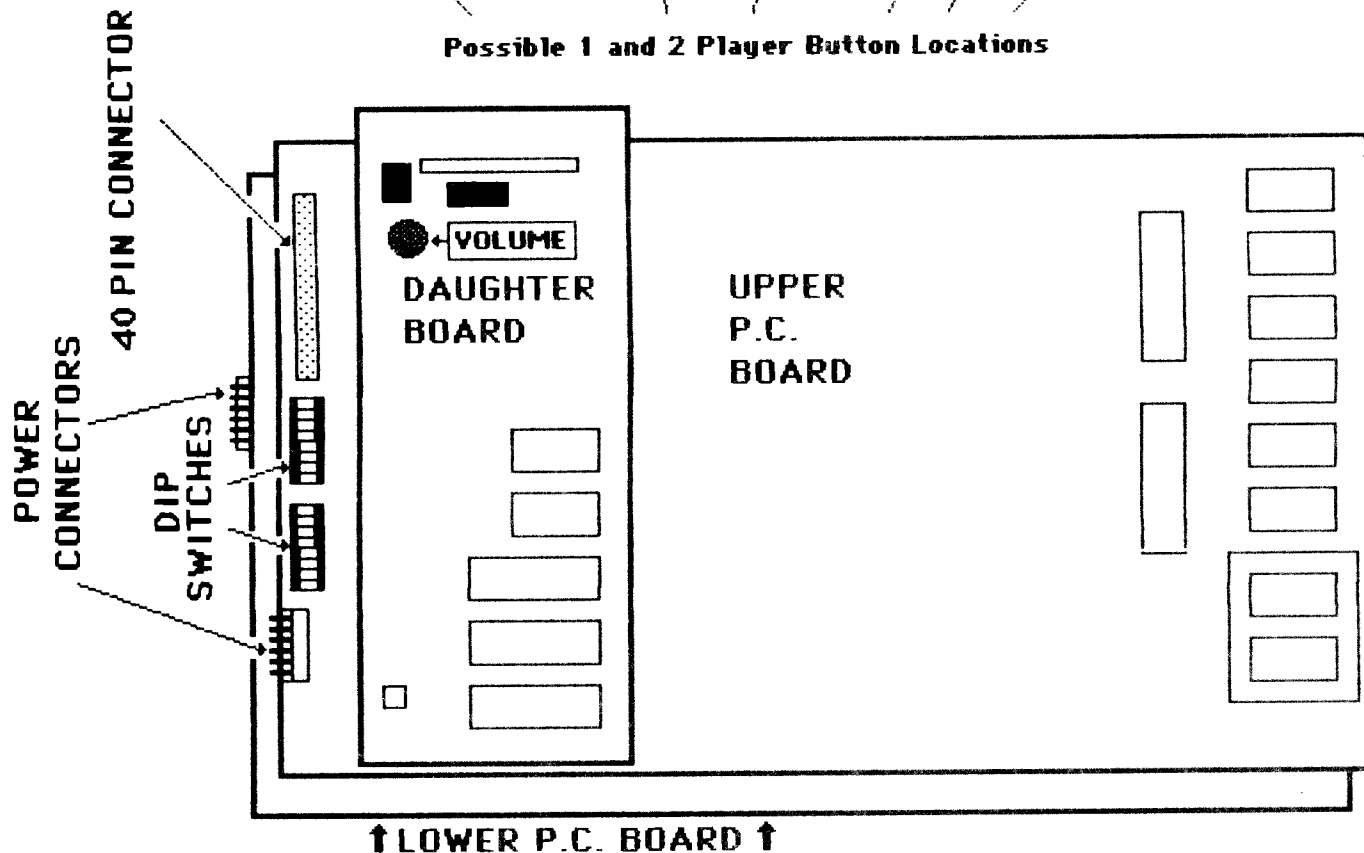 Possible 1 and 2 Player Button Locations
40 PIN CONNECTOR
POWER
CONNECTORS
DIP
SWITCHES
VOLUME
DAUGHTER
BOARD
UPPER
P.C.
BOARD
↑ LOWER P.C. BOARD ↑